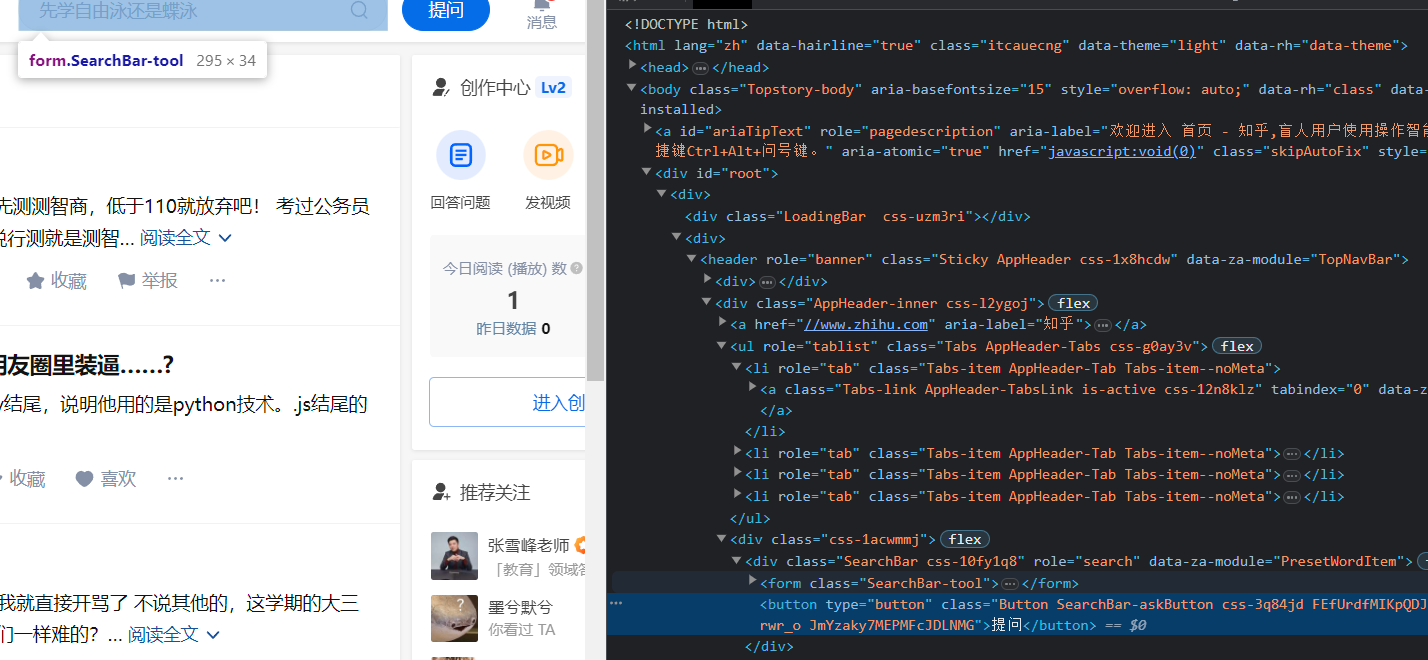 先学自由泳还是蝶泳
提问
消息
form.SearchBar-tool 295 × 34
先测测智商，低于110就放弃吧！ 考过公务员
说行测就是测智... 阅读全文
收藏 举报 ...
朋友圈里装逼……?
结尾，说明他用的是python技术。.js结尾的
收藏 喜欢 ...
我就直接开骂了 不说其他的，这学期的大三
们一样难的？... 阅读全文
创作中心 Lv2
回答问题 发视频
今日阅读 (播放) 数
1
昨日数据 0
进入创
推荐关注
张雪峰老师
「教育」领域答
墨兮默兮
你看过 TA
<!DOCTYPE html>
<html lang="zh" data-hairline="true" class="itcauecng" data-theme="light" data-rh="data-theme">
<head>...</head>
<body class="Topstory-body" aria-basefontsize="15" style="overflow: auto;" data-rh="class" data-
installed>
<a id="ariaTipText" role="pagedescription" aria-label="欢迎进入 首页 - 知乎,盲人用户使用操作智能
捷键Ctrl+Alt+问号键。" aria-atomic="true" href="javascript:void(0)" class="skipAutoFix" style=
<div id="root">
<div>
<div class="LoadingBar  css-uzm3ri"></div>
<div>
<header role="banner" class="Sticky AppHeader css-1x8hcdw" data-za-module="TopNavBar">
<div>...</div>
<div class="AppHeader-inner css-l2ygoj"> flex
<a href="//www.zhihu.com" aria-label="知乎">...</a>
<ul role="tablist" class="Tabs AppHeader-Tabs css-g0ay3v"> flex
<li role="tab" class="Tabs-item AppHeader-Tab Tabs-item--noMeta">
<a class="Tabs-link AppHeader-TabsLink is-active css-12n8klz" tabindex="0" data-z
</a>
</li>
<li role="tab" class="Tabs-item AppHeader-Tab Tabs-item--noMeta">...</li>
<li role="tab" class="Tabs-item AppHeader-Tab Tabs-item--noMeta">...</li>
<li role="tab" class="Tabs-item AppHeader-Tab Tabs-item--noMeta">...</li>
</ul>
<div class="css-1acwmmj"> flex
<div class="SearchBar css-10fy1q8" role="search" data-za-module="PresetWordItem">
<form class="SearchBar-tool">...</form>
<button type="button" class="Button SearchBar-askButton css-3q84jd FEfUrdfMIKpQDJ
rwr_o JmYzaky7MEPMFcJDLNMG">提问</button> == $0
</div>